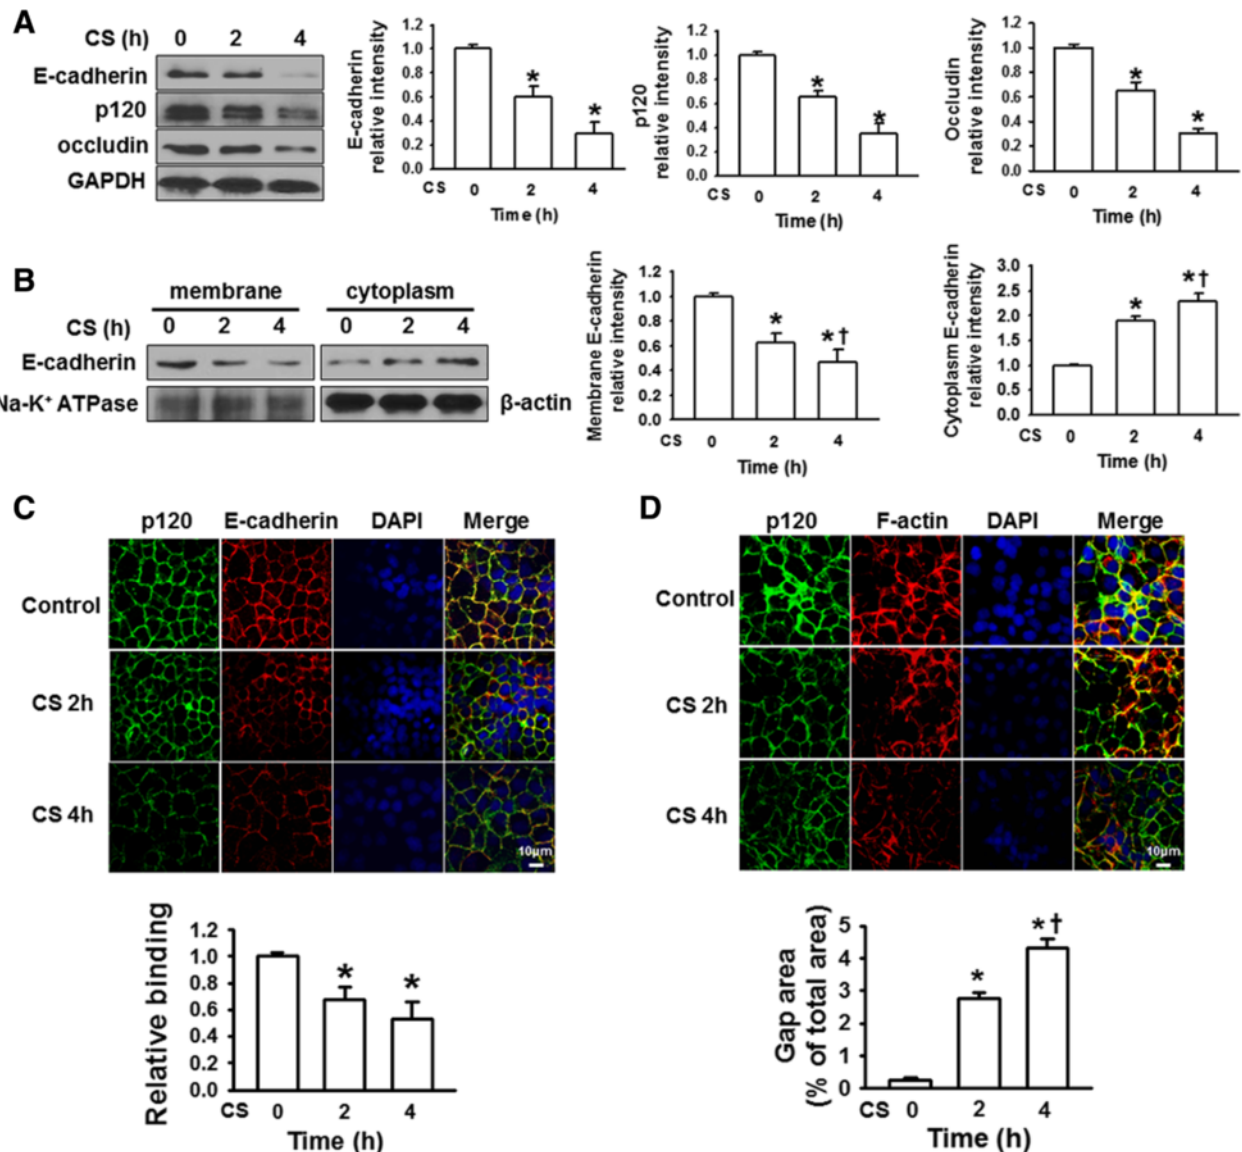 A
CS (h) 0 2 4
E-cadherin
p120
occludin
GAPDH
E-cadherin
relative intensity
1.2
1.0
0.8
0.6
0.4
0.2
0.0
* *
CS 0 2 4
Time (h)
p120
relative intensity
1.2
1.0
0.8
0.6
0.4
0.2
0.0
* *
CS 0 2 4
Time (h)
Occludin
relative intensity
1.2
1.0
0.8
0.6
0.4
0.2
0.0
* *
CS 0 2 4
Time (h)
B
membrane cytoplasm
CS (h) 0 2 4 0 2 4
E-cadherin
Na-K⁺ ATPase β-actin
Membrane E-cadherin
relative intensity
1.2
1.0
0.8
0.6
0.4
0.2
0.0
* *†
CS 0 2 4
Time (h)
Cytoplasm E-cadherin
relative intensity
3.0
2.5
2.0
1.5
1.0
0.5
0.0
* *†
CS 0 2 4
Time (h)
C
p120 E-cadherin DAPI Merge
Control
CS 2h
CS 4h
10μm
Relative binding
1.2
1.0
0.8
0.6
0.4
0.2
0.0
* *
CS 0 2 4
Time (h)
D
p120 F-actin DAPI Merge
Control
CS 2h
CS 4h
10μm
Gap area
(% of total area)
5
4
3
2
1
0
* *†
CS 0 2 4
Time (h)